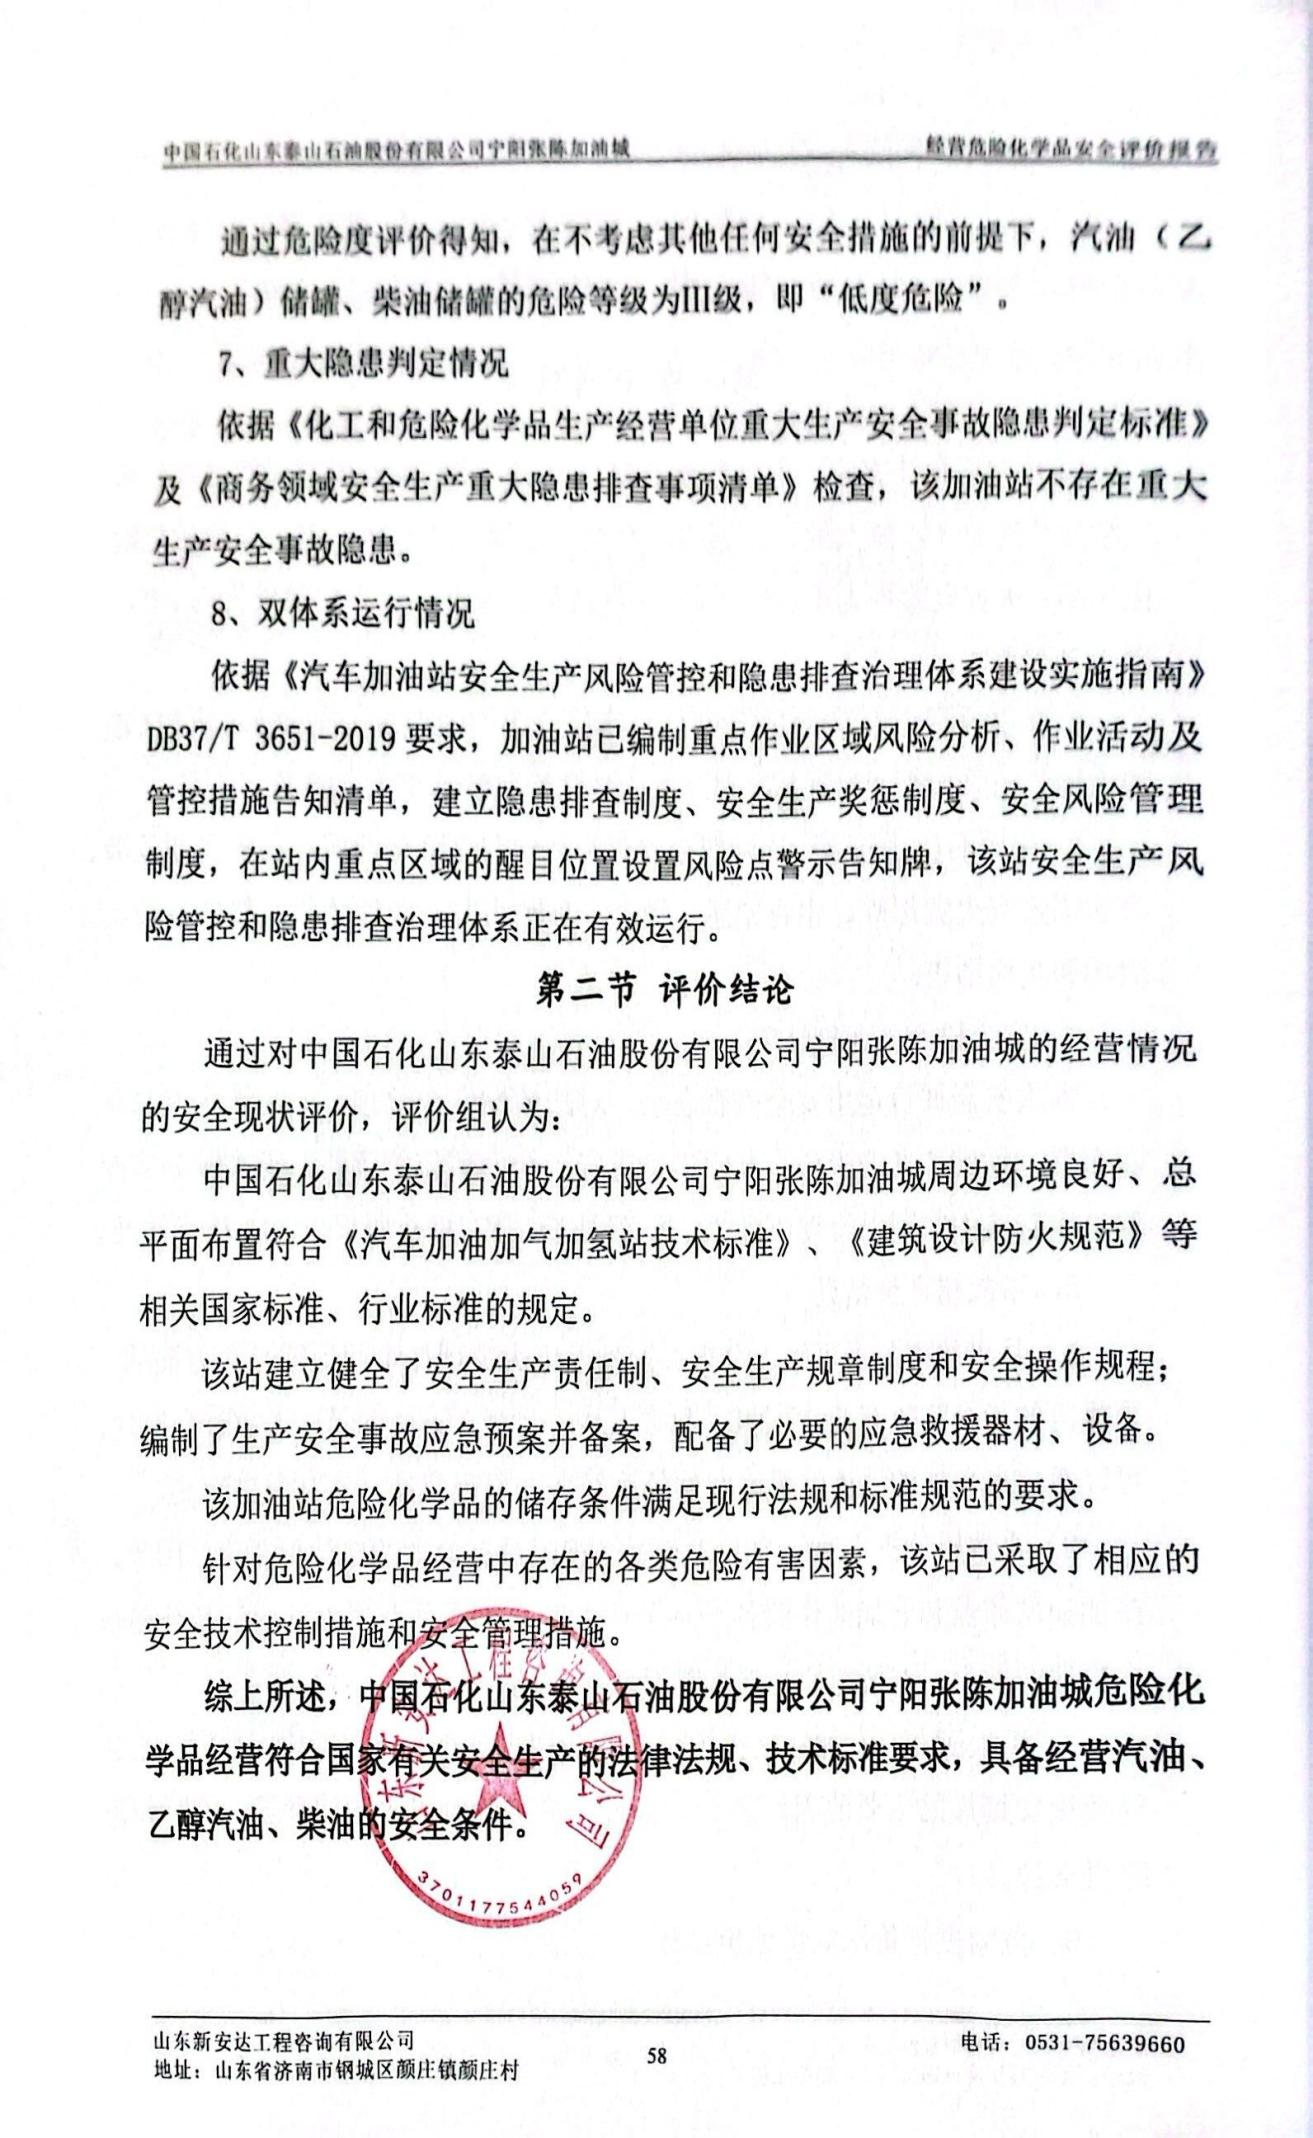 中国石化山东泰山石油股份有限公司宁阳张陈加油城 经营危险化学品安全评价报告
通过危险度评价得知，在不考虑其他任何安全措施的前提下，汽油（乙
醇汽油）储罐、柴油储罐的危险等级为III级，即“低度危险”。
7、重大隐患判定情况
依据《化工和危险化学品生产经营单位重大生产安全事故隐患判定标准》
及《商务领域安全生产重大隐患排查事项清单》检查，该加油站不存在重大
生产安全事故隐患。
8、双体系运行情况
依据《汽车加油站安全生产风险管控和隐患排查治理体系建设实施指南》
DB37/T 3651-2019要求，加油站已编制重点作业区域风险分析、作业活动及
管控措施告知清单，建立隐患排查制度、安全生产奖惩制度、安全风险管理
制度，在站内重点区域的醒目位置设置风险点警示告知牌，该站安全生产风
险管控和隐患排查治理体系正在有效运行。
第二节 评价结论
通过对中国石化山东泰山石油股份有限公司宁阳张陈加油城的经营情况
的安全现状评价，评价组认为：
中国石化山东泰山石油股份有限公司宁阳张陈加油城周边环境良好、总
平面布置符合《汽车加油加气加氢站技术标准》、《建筑设计防火规范》等
相关国家标准、行业标准的规定。
该站建立健全了安全生产责任制、安全生产规章制度和安全操作规程；
编制了生产安全事故应急预案并备案，配备了必要的应急救援器材、设备。
该加油站危险化学品的储存条件满足现行法规和标准规范的要求。
针对危险化学品经营中存在的各类危险有害因素，该站已采取了相应的
安全技术控制措施和安全管理措施。
综上所述，中国石化山东泰山石油股份有限公司宁阳张陈加油城危险化
学品经营符合国家有关安全生产的法律法规、技术标准要求，具备经营汽油、
乙醇汽油、柴油的安全条件。
山东新安达工程咨询有限公司
3701177544059
山东新安达工程咨询有限公司 电话：0531-75639660
地址：山东省济南市钢城区颜庄镇颜庄村 58